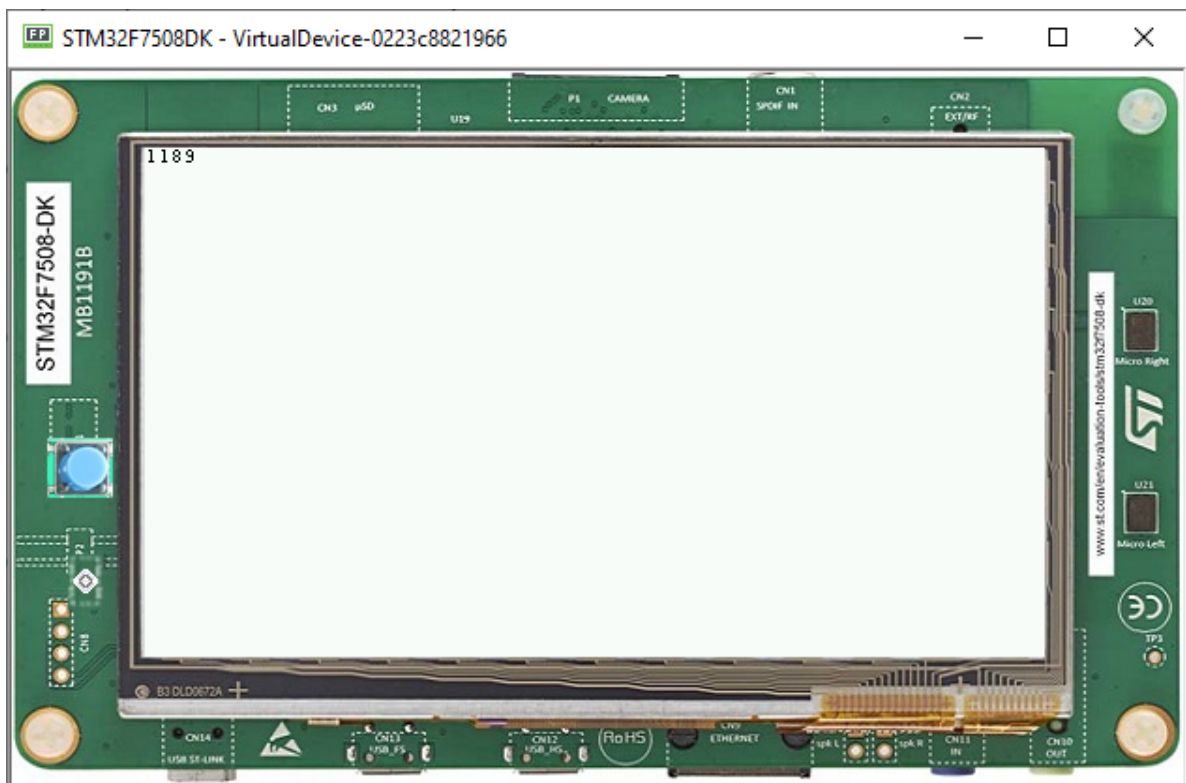 STM32F7508DK - VirtualDevice-0223c8821966
CN3 µSD
U19
P1 CAMERA
CN1
SPDIF IN
CN2
EXT/RF
1189
STM32F7508-DK
MB1191B
U20
Micro Right
www.st.com/en/evaluation-tools/stm32f7508-dk
U21
Micro Left
P2
CN8
TP3
B3 DLD0672A
CN14
USB ST-LINK
CN13
USB_FS
CN12
USB_HS
RoHS
CN9
ETHERNET
spk L
spk R
CN11
IN
CN10
OUT